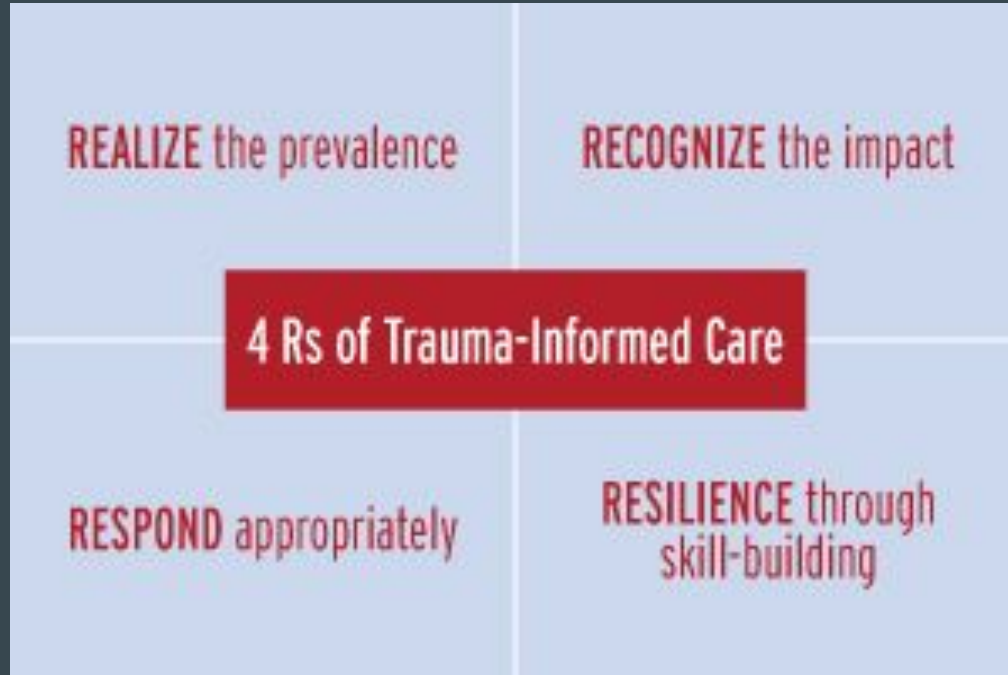 REALIZE the prevalence
RECOGNIZE the impact
4 Rs of Trauma-Informed Care
RESPOND appropriately
RESILIENCE through
skill-building